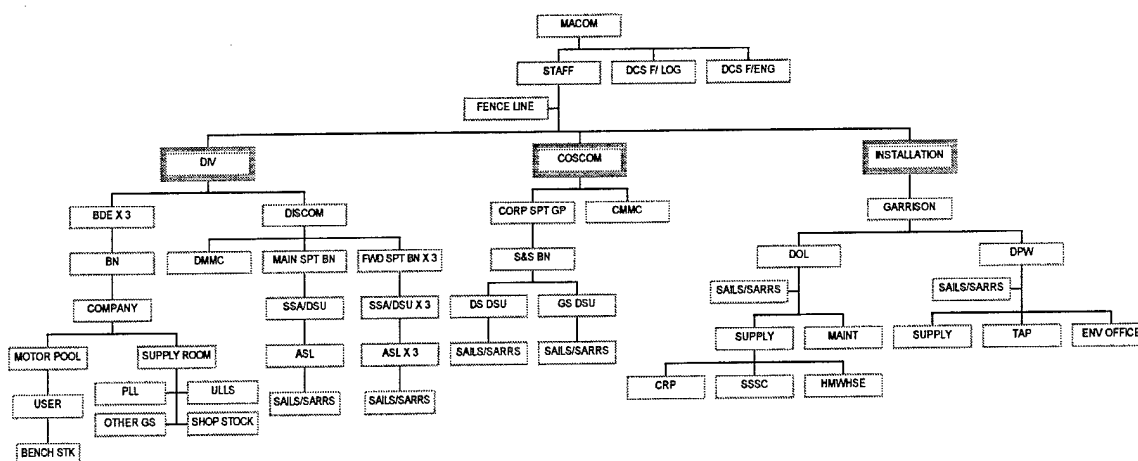 MACOM
STAFF
DCS F/ LOG
DCS F/ENG
FENCE LINE
DIV
COSCOM
INSTALLATION
BDE X 3
DISCOM
CORP SPT GP
CMMC
GARRISON
BN
DMMC
MAIN SPT BN
FWD SPT BN X 3
S&S BN
DOL
DPW
COMPANY
SSA/DSU
SSA/DSU X 3
DS DSU
GS DSU
SAILS/SARRS
SAILS/SARRS
MOTOR POOL
SUPPLY ROOM
ASL
ASL X 3
SAILS/SARRS
SAILS/SARRS
SUPPLY
MAINT
SUPPLY
TAP
ENV OFFICE
PLL
ULLS
USER
SAILS/SARRS
SAILS/SARRS
CRP
SSSC
HMWHSE
OTHER GS
SHOP STOCK
BENCH STK